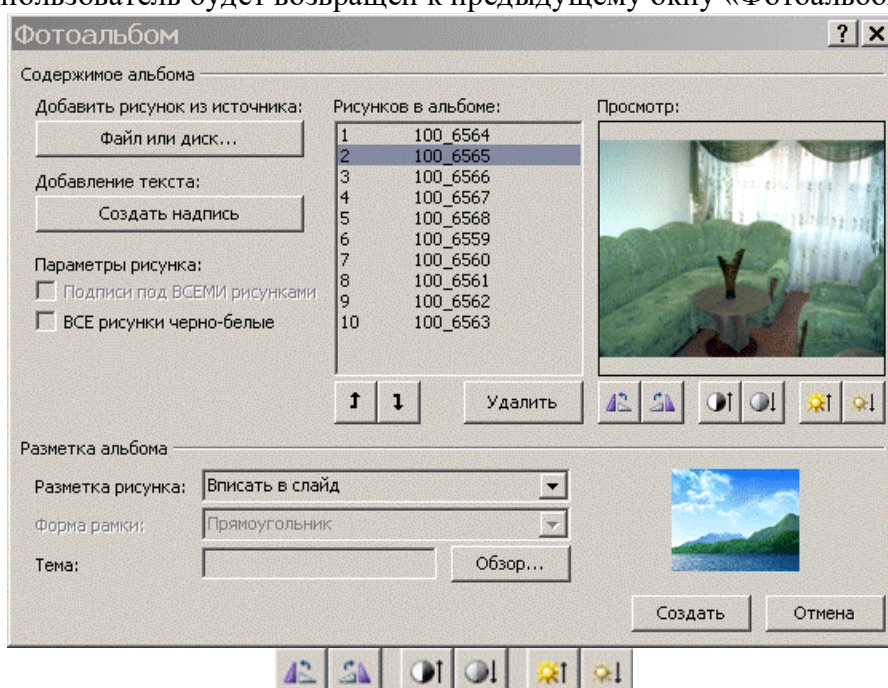 пользователь будет возвращен к предыдущему окну «Фотоальбо
Фотоальбом
Содержимое альбома
Добавить рисунок из источника:
Файл или диск...
Добавление текста:
Создать надпись
Параметры рисунка:
Подписи под ВСЕМИ рисунками
ВСЕ рисунки черно-белые
Рисунков в альбоме:
1 100_6564
2 100_6565
3 100_6566
4 100_6567
5 100_6568
6 100_6559
7 100_6560
8 100_6561
9 100_6562
10 100_6563
Удалить
Просмотр:
Разметка альбома
Разметка рисунка: Вписать в слайд
Форма рамки: Прямоугольник
Тема: Обзор...
Создать Отмена